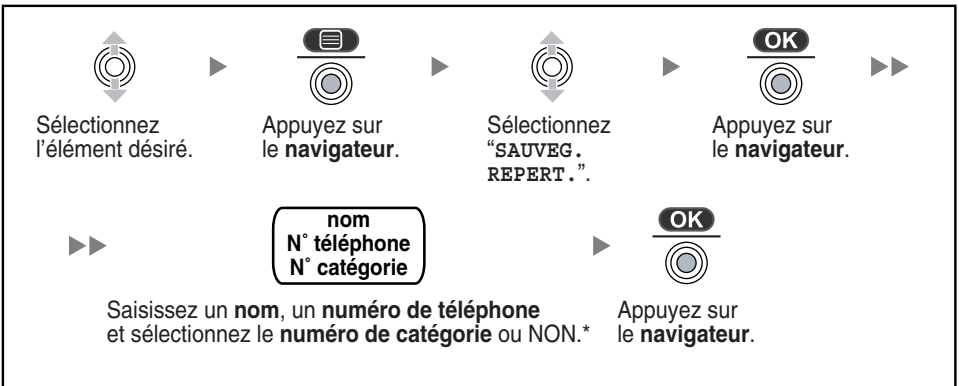 OK
Sélectionnez
l'élément désiré.
Appuyez sur
le navigateur.
Sélectionnez
“SAUVEG.
REPERT.”.
Appuyez sur
le navigateur.
nom
N° téléphone
N° catégorie
OK
Saisissez un nom, un numéro de téléphone
et sélectionnez le numéro de catégorie ou NON.*
Appuyez sur
le navigateur.